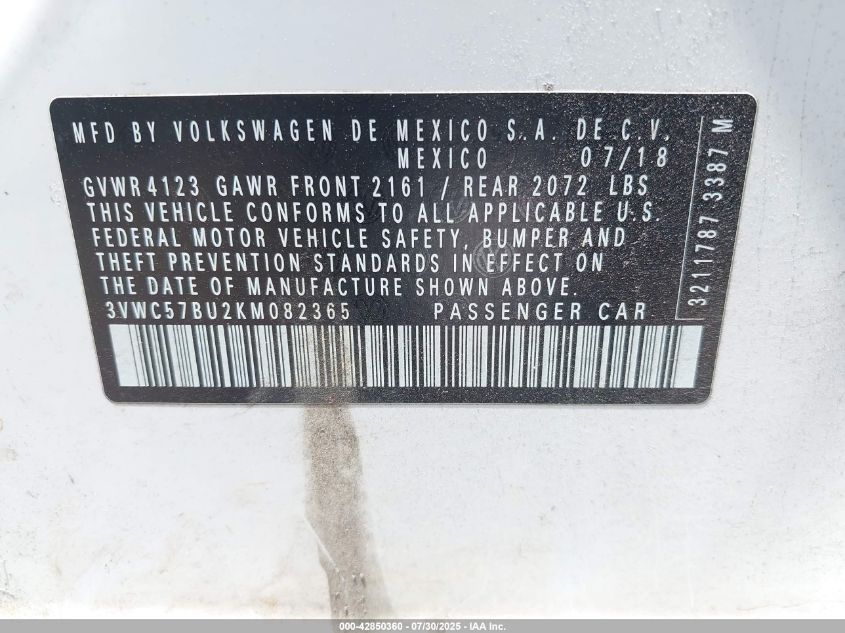 MFD BY VOLKSWAGEN DE MEXICO S.A. DE C.V.
MEXICO 07/18
GVWR 4123 GAWR FRONT 2161 / REAR 2072 LBS
THIS VEHICLE CONFORMS TO ALL APPLICABLE U.S.
FEDERAL MOTOR VEHICLE SAFETY, BUMPER AND
THEFT PREVENTION STANDARDS IN EFFECT ON
THE DATE OF MANUFACTURE SHOWN ABOVE.
3VWC57BU2KM082365 PASSENGER CAR
3211787 3387 M
000-42850360 - 07/30/2025 - IAA Inc.